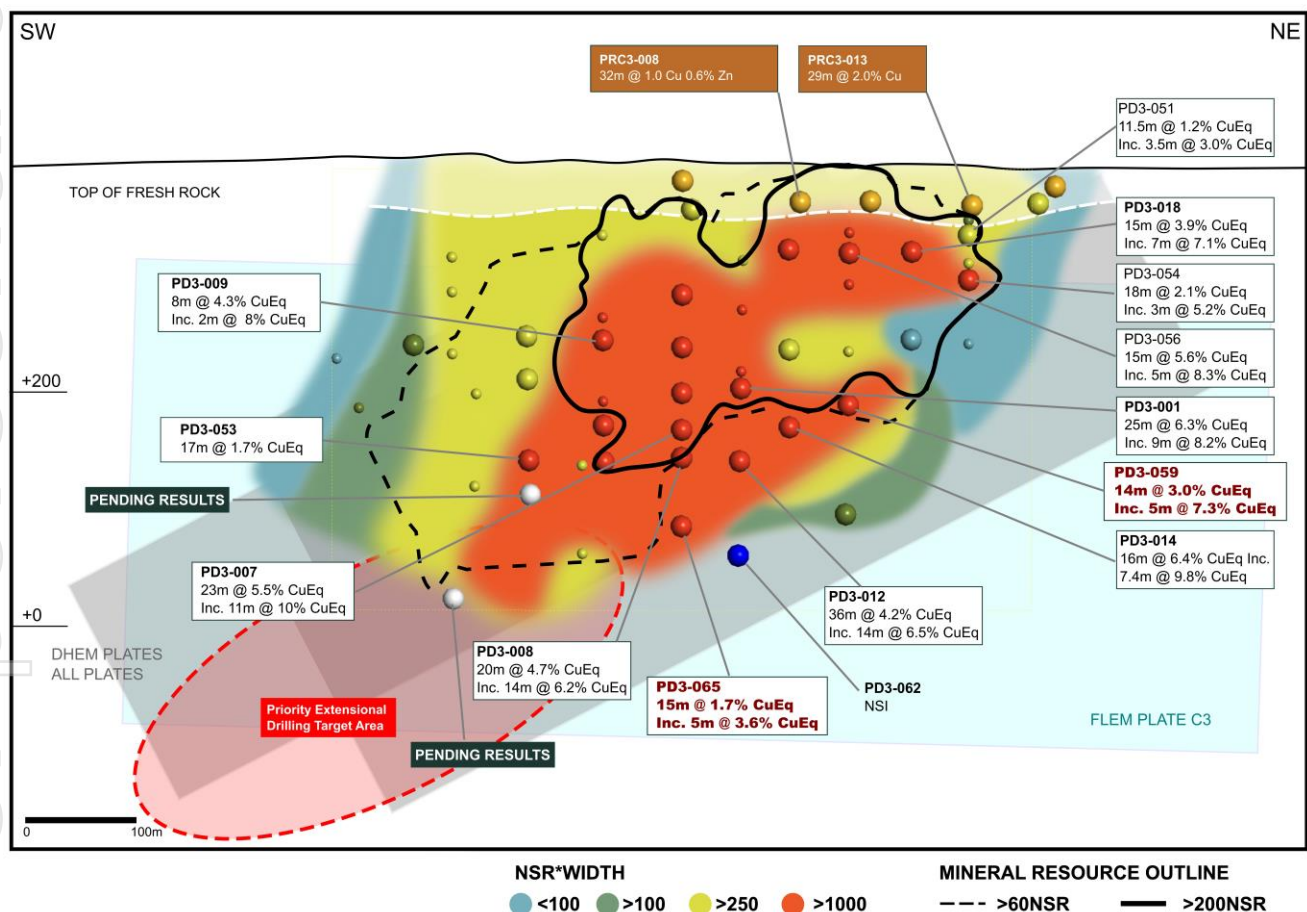 SW
NE
PRC3-008
32m @ 1.0 Cu 0.6% Zn
PRC3-013
29m @ 2.0% Cu
PD3-051
11.5m @ 1.2% CuEq
Inc. 3.5m @ 3.0% CuEq
TOP OF FRESH ROCK
PD3-018
15m @ 3.9% CuEq
Inc. 7m @ 7.1% CuEq
PD3-009
8m @ 4.3% CuEq
Inc. 2m @ 8% CuEq
PD3-054
18m @ 2.1% CuEq
Inc. 3m @ 5.2% CuEq
PD3-056
15m @ 5.6% CuEq
Inc. 5m @ 8.3% CuEq
+200
PD3-001
25m @ 6.3% CuEq
Inc. 9m @ 8.2% CuEq
PD3-053
17m @ 1.7% CuEq
PD3-059
14m @ 3.0% CuEq
Inc. 5m @ 7.3% CuEq
PENDING RESULTS
PD3-014
16m @ 6.4% CuEq Inc.
7.4m @ 9.8% CuEq
PD3-007
23m @ 5.5% CuEq
Inc. 11m @ 10% CuEq
PD3-012
36m @ 4.2% CuEq
Inc. 14m @ 6.5% CuEq
+0
DHEM PLATES
ALL PLATES
PD3-008
20m @ 4.7% CuEq
Inc. 14m @ 6.2% CuEq
PD3-065
15m @ 1.7% CuEq
Inc. 5m @ 3.6% CuEq
PD3-062
NSI
Priority Extensional
Drilling Target Area
FLEM PLATE C3
PENDING RESULTS
0 100m
NSR*WIDTH
<100 >100 >250 >1000
MINERAL RESOURCE OUTLINE
>60NSR >200NSR